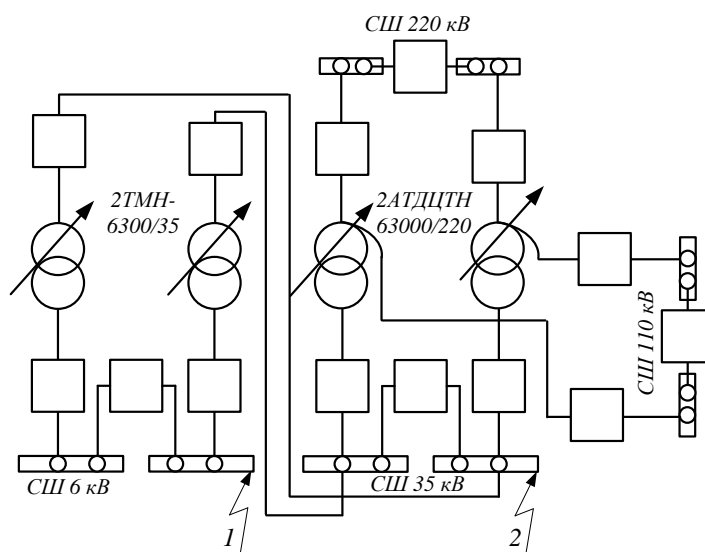 СШ 220 кВ
2ТМН-
6300/35
2АТДЦТН
63000/220
СШ 110 кВ
СШ 6 кВ
СШ 35 кВ
1
2